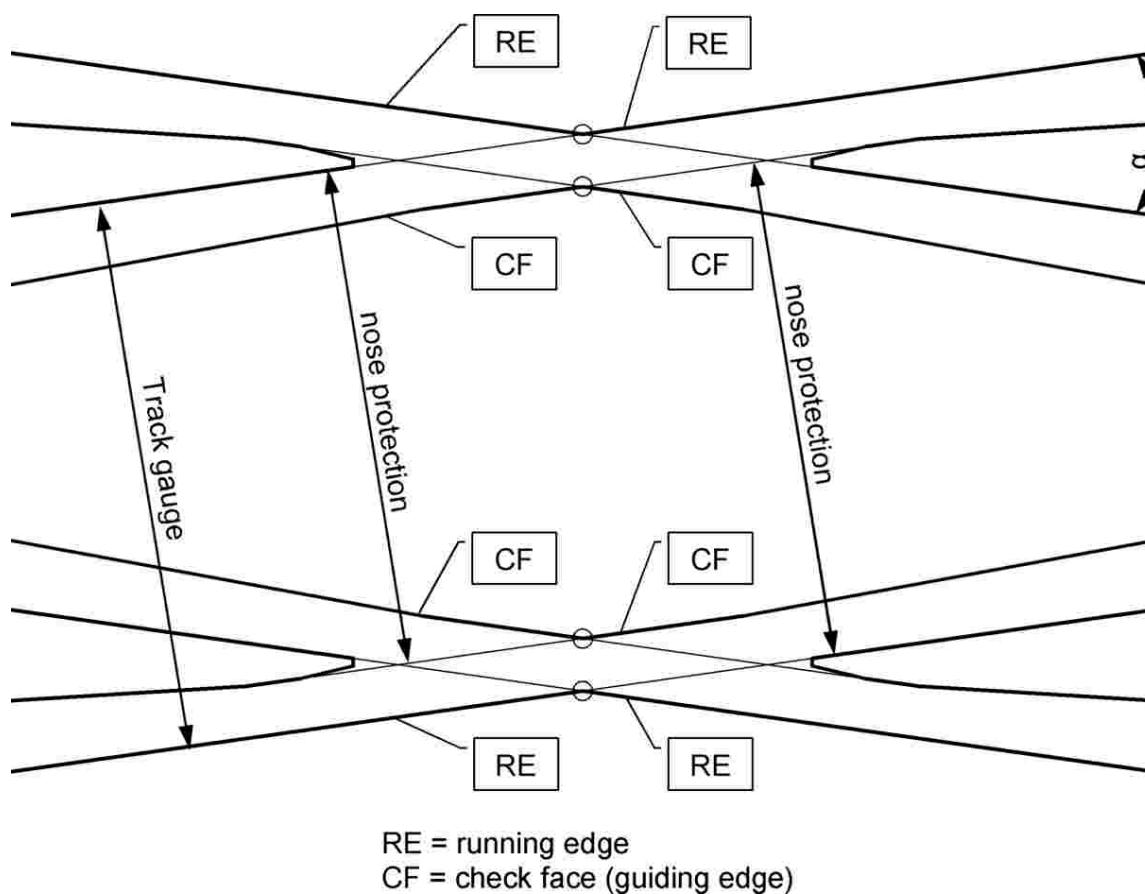 RE
RE
CF
CF
Track gauge
nose protection
nose protection
CF
CF
RE
RE
RE = running edge
CF = check face (guiding edge)